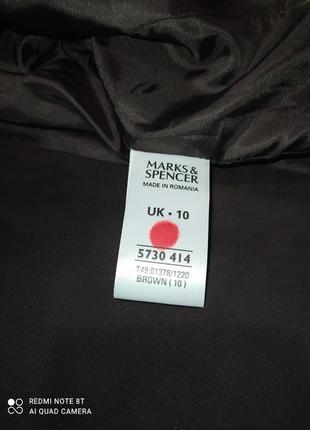 MARKS &
SPENCER
MADE IN ROMANIA
UK · 10
5730 414
T49 01378/1220
BROWN ( 10 )
REDMI NOTE 8T
AI QUAD CAMERA